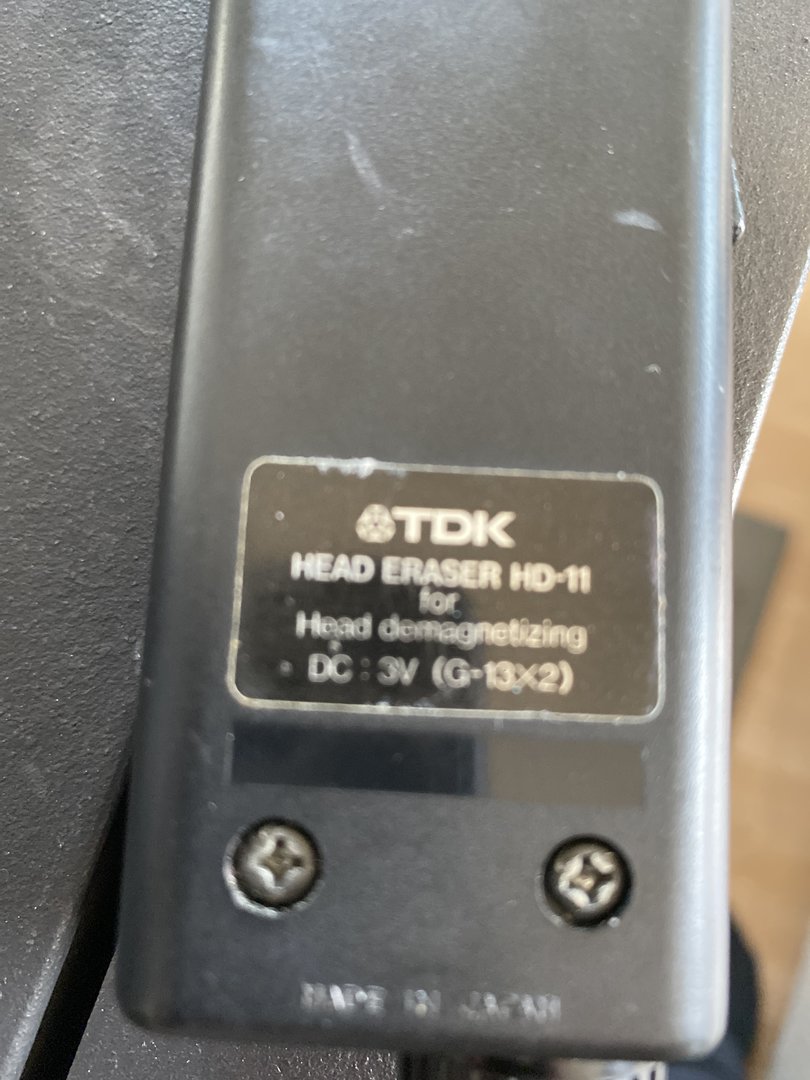 TDK
HEAD ERASER HD-11
for
Head demagnetizing
DC : 3V (G-13×2)
MADE IN JAPAN